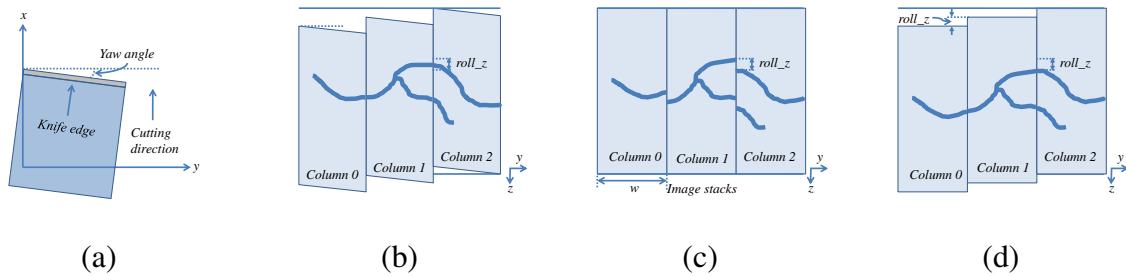 x
Yaw angle
Knife edge
Cutting
direction
y
(a)
roll_z
Column 0
Column 1
Column 2
y
z
(b)
roll_z
Column 0
Column 1
Column 2
w
Image stacks
y
z
(c)
roll_z
roll_z
Column 0
Column 1
Column 2
y
z
(d)